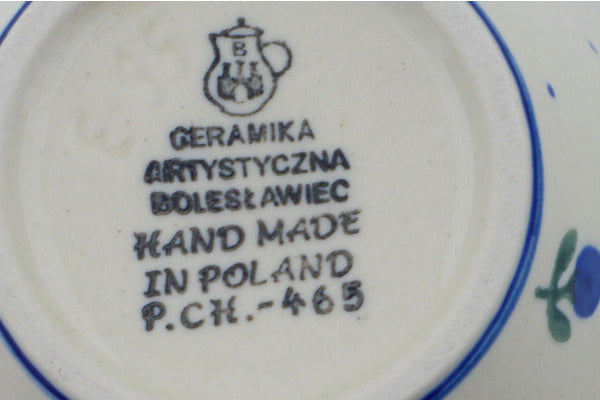 B
CERAMIKA
ARTYSTYCZNA
BOLESŁAWIEC
HAND MADE
IN POLAND
P.CH.-465